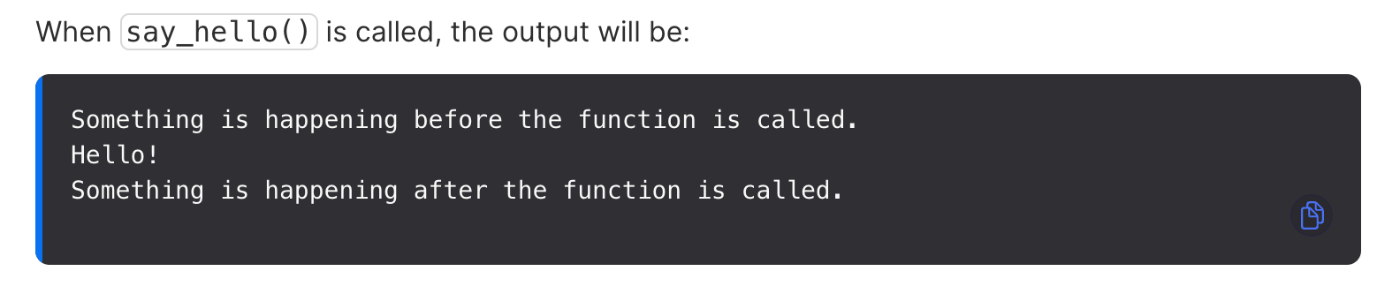 When say_hello() is called, the output will be:
Something is happening before the function is called.
Hello!
Something is happening after the function is called.